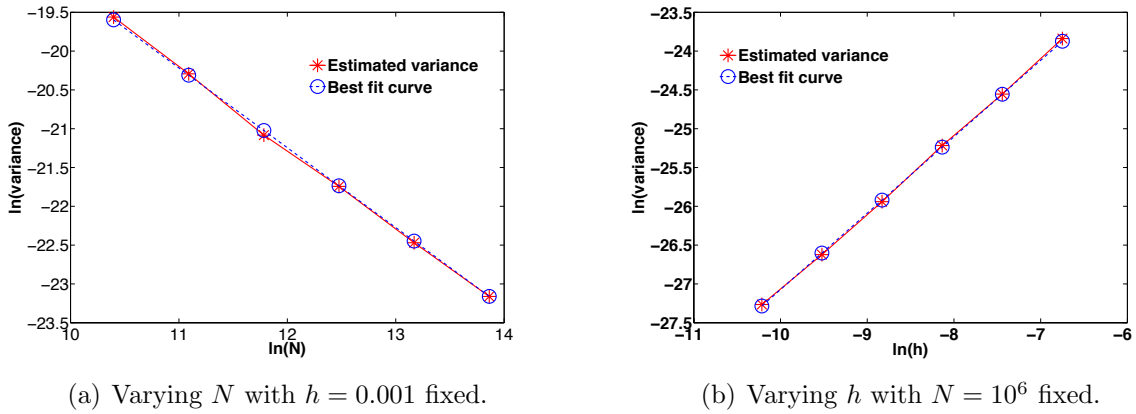 −19.5
−20
−20.5
−21
−21.5
−22
−22.5
−23
−23.5
10
11
12
13
14
ln(variance)
ln(N)
Estimated variance
Best fit curve
(a) Varying N with h = 0.001 fixed.
−23.5
−24
−24.5
−25
−25.5
−26
−26.5
−27
−27.5
−11
−10
−9
−8
−7
−6
ln(variance)
ln(h)
Estimated variance
Best fit curve
(b) Varying h with N = 10⁶ fixed.